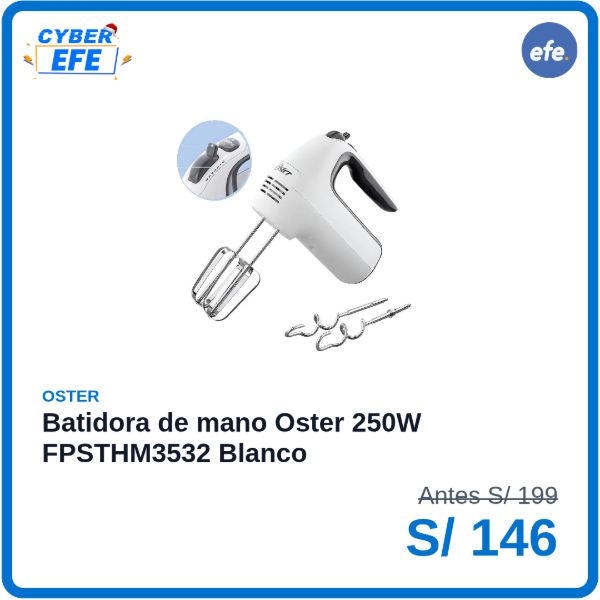 CYBER
EFE
efe.
OSTER
Batidora de mano Oster 250W
FPSTHM3532 Blanco
Antes S/ 199
S/ 146